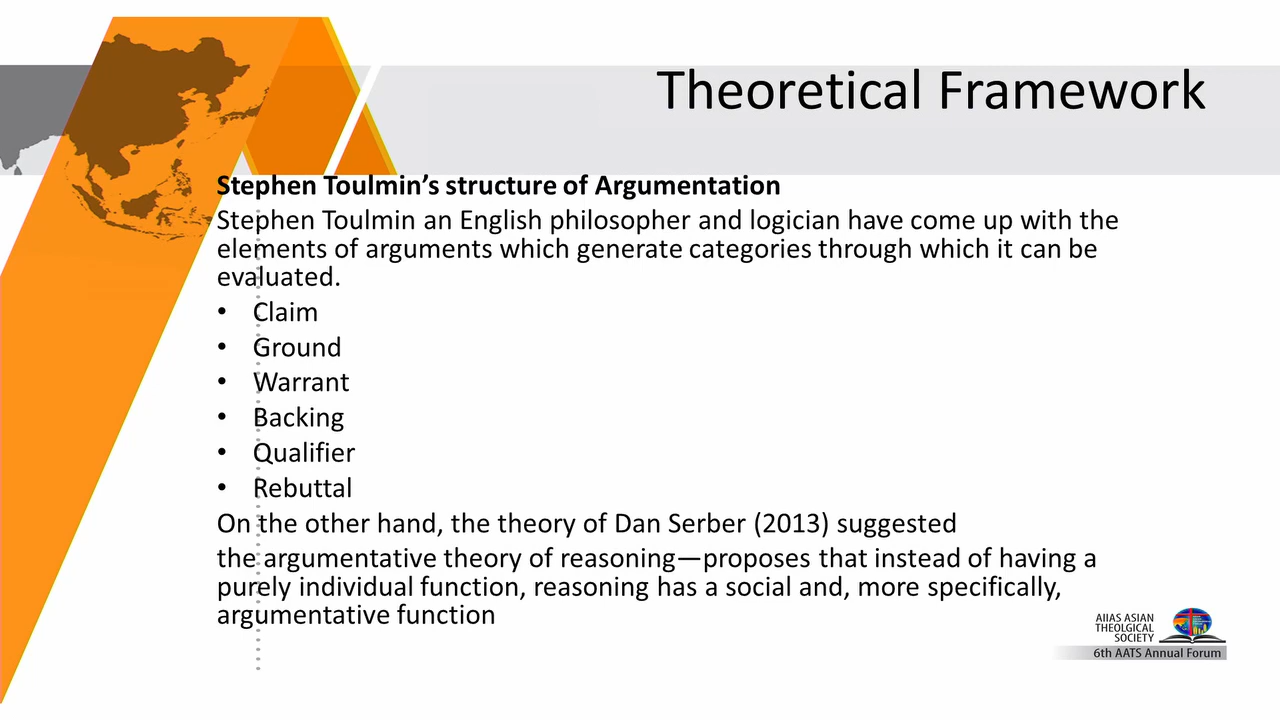 Theoretical Framework
Stephen Toulmin’s structure of Argumentation
Stephen Toulmin an English philosopher and logician have come up with the
elements of arguments which generate categories through which it can be
evaluated.
• Claim
• Ground
• Warrant
• Backing
• Qualifier
• Rebuttal
On the other hand, the theory of Dan Serber (2013) suggested
the argumentative theory of reasoning—proposes that instead of having a
purely individual function, reasoning has a social and, more specifically,
argumentative function
AIIAS ASIAN
THEOLGICAL
SOCIETY
6th AATS Annual Forum